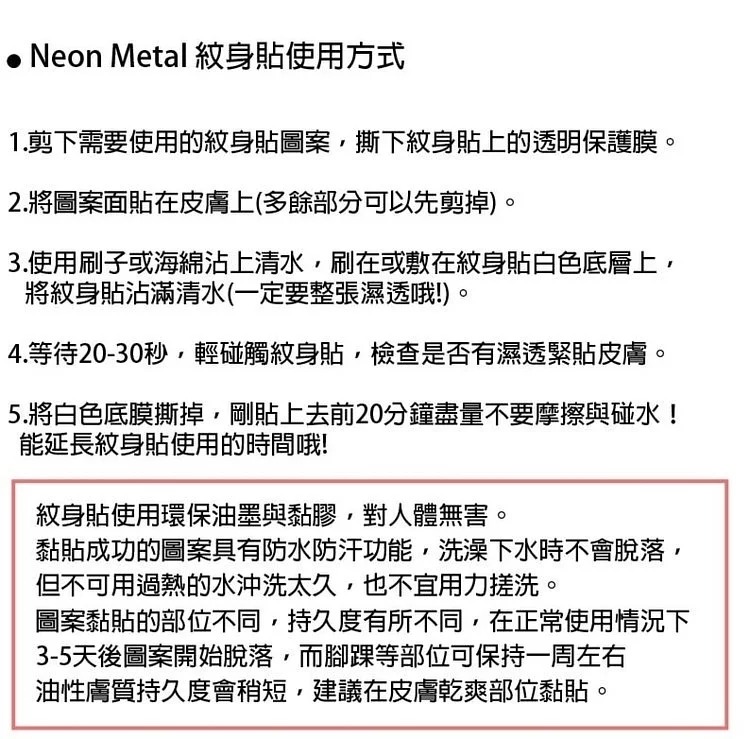 ● Neon Metal 紋身貼使用方式
1.剪下需要使用的紋身貼圖案，撕下紋身貼上的透明保護膜。
2.將圖案面貼在皮膚上(多餘部分可以先剪掉)。
3.使用刷子或海綿沾上清水，刷在或敷在紋身貼白色底層上，
將紋身貼沾滿清水(一定要整張濕透哦!)。
4.等待20-30秒，輕碰觸紋身貼，檢查是否有濕透緊貼皮膚。
5.將白色底膜撕掉，剛貼上去前20分鐘盡量不要摩擦與碰水！
能延長紋身貼使用的時間哦!
紋身貼使用環保油墨與黏膠，對人體無害。
黏貼成功的圖案具有防水防汗功能，洗澡下水時不會脫落，
但不可用過熱的水沖洗太久，也不宜用力搓洗。
圖案黏貼的部位不同，持久度有所不同，在正常使用情況下
3-5天後圖案開始脫落，而腳踝等部位可保持一周左右
油性膚質持久度會稍短，建議在皮膚乾爽部位黏貼。